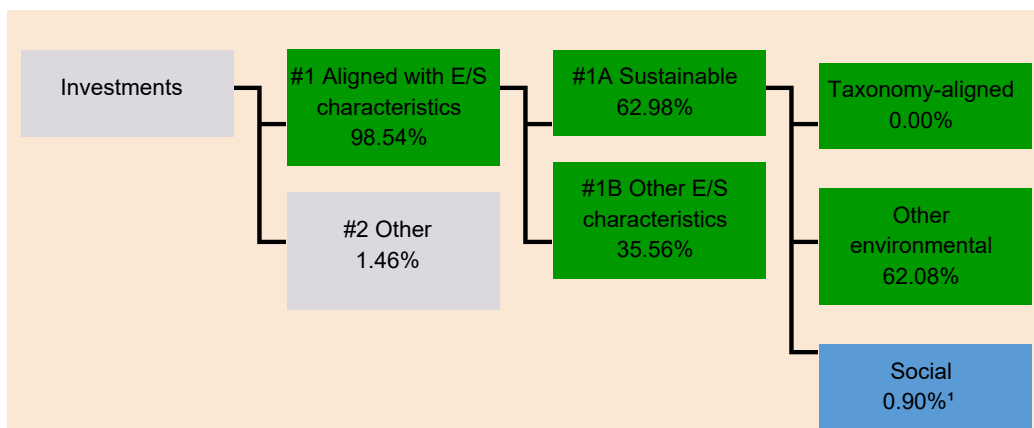 Investments
#1 Aligned with E/S
characteristics
98.54%
#2 Other
1.46%
#1A Sustainable
62.98%
#1B Other E/S
characteristics
35.56%
Taxonomy-aligned
0.00%
Other
environmental
62.08%
Social
0.90%¹